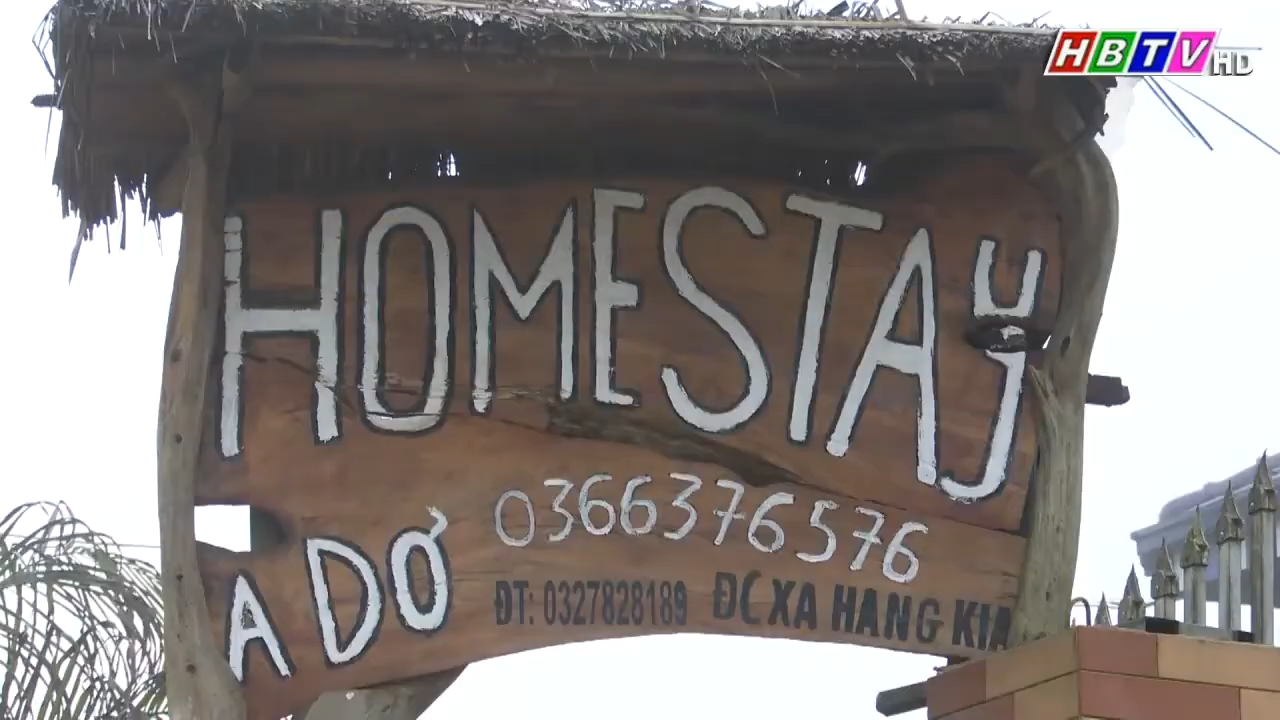 HBTV HD
HOMESTAY
A DỞ
0366376576
ĐT: 0327828189 ĐC XA HANG KIA